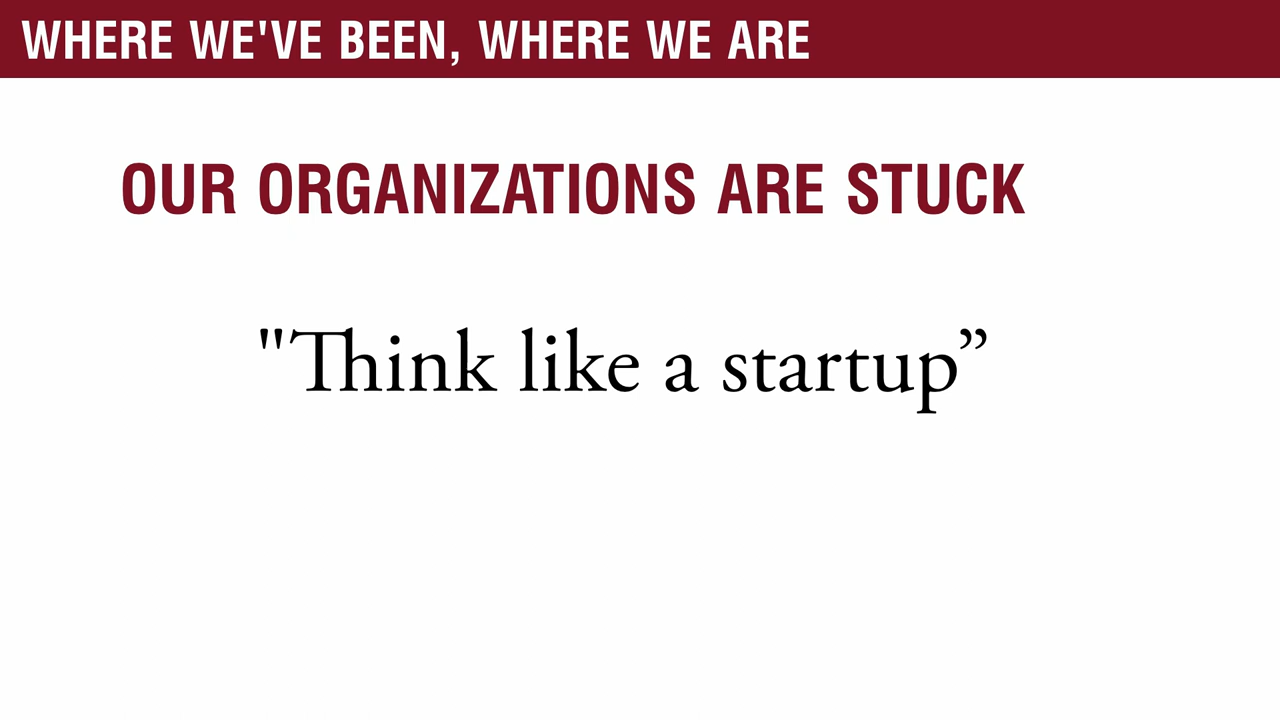 WHERE WE'VE BEEN, WHERE WE ARE
OUR ORGANIZATIONS ARE STUCK
"Think like a startup”